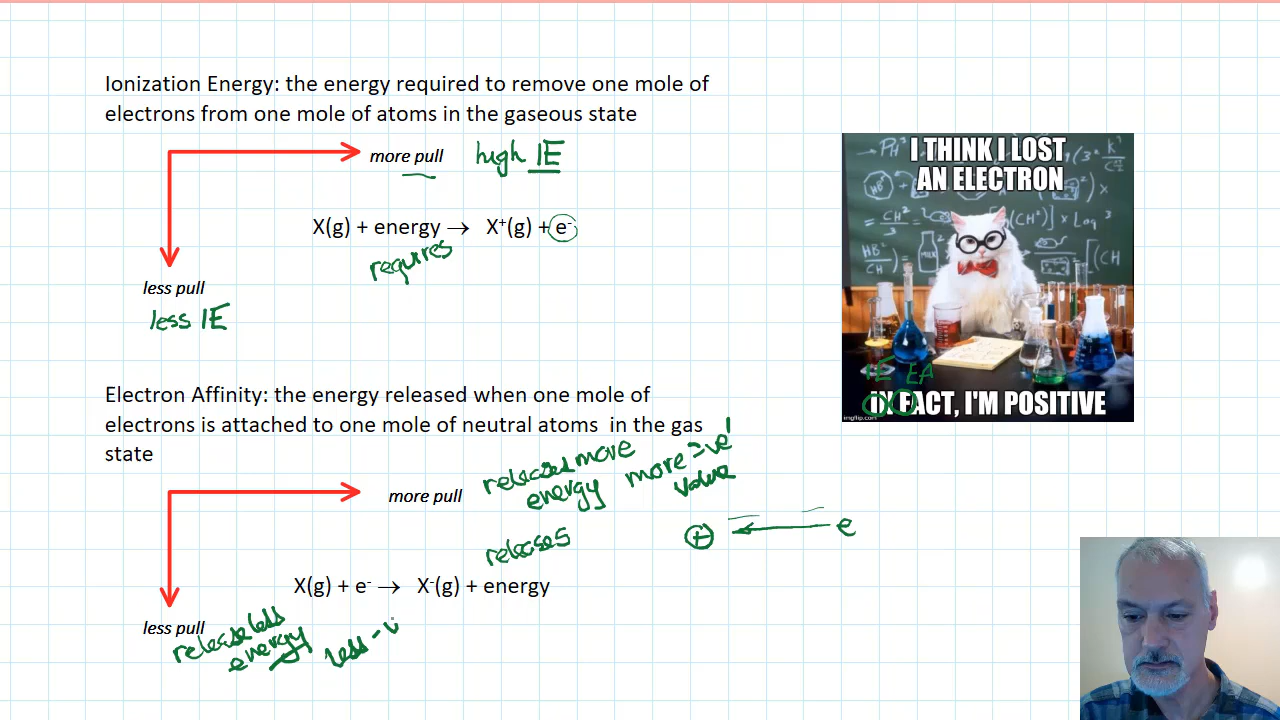 Ionization Energy: the energy required to remove one mole of
electrons from one mole of atoms in the gaseous state
more pull high IE
X(g) + energy → X⁺(g) + e⁻
requires
less pull
less IE
Electron Affinity: the energy released when one mole of
electrons is attached to one mole of neutral atoms in the gas
state
more pull
released more
energy
more -ve
value
releases
⊕ e
X(g) + e⁻ → X⁻(g) + energy
less pull
release less
energy
less -v
I THINK I LOST
AN ELECTRON
IE EA
IN FACT, I'M POSITIVE
imgflip.com
MILK